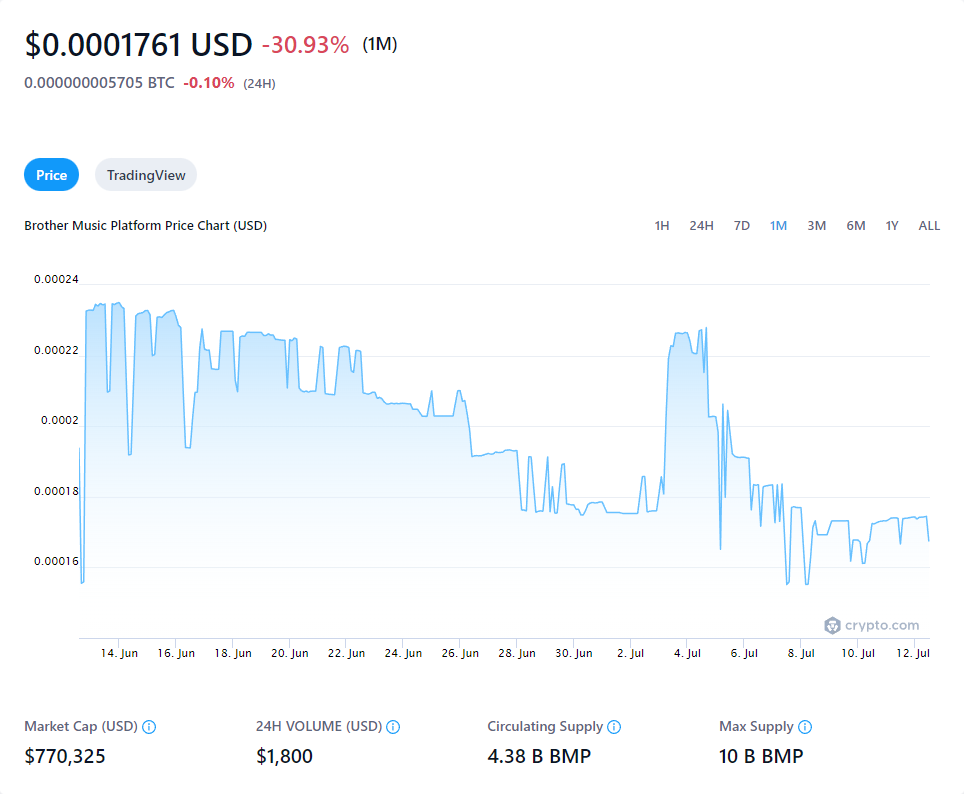 $0.0001761 USD -30.93% (1M)
0.000000005705 BTC -0.10% (24H)
Price TradingView
Brother Music Platform Price Chart (USD) 1H 24H 7D 1M 3M 6M 1Y ALL
0.00024
0.00022
0.0002
0.00018
0.00016
crypto.com
14. Jun 16. Jun 18. Jun 20. Jun 22. Jun 24. Jun 26. Jun 28. Jun 30. Jun 2. Jul 4. Jul 6. Jul 8. Jul 10. Jul 12. Jul
Market Cap (USD) 24H VOLUME (USD) Circulating Supply Max Supply
$770,325 $1,800 4.38 B BMP 10 B BMP